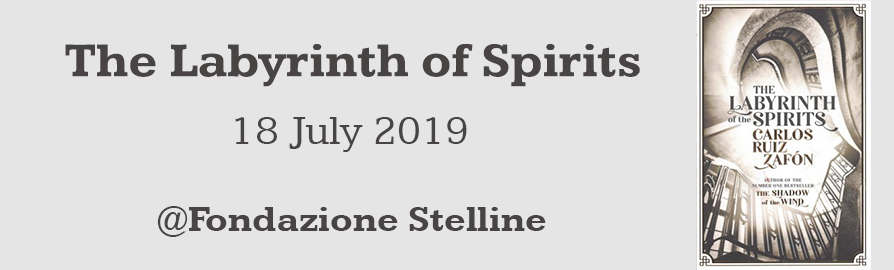 The Labyrinth of Spirits
18 July 2019
@Fondazione Stelline
THE
LABYRINTH
of the SPIRITS
CARLOS
RUIZ
ZAFÓN
AUTHOR OF THE
NUMBER ONE BESTSELLER
THE SHADOW
of the WIND